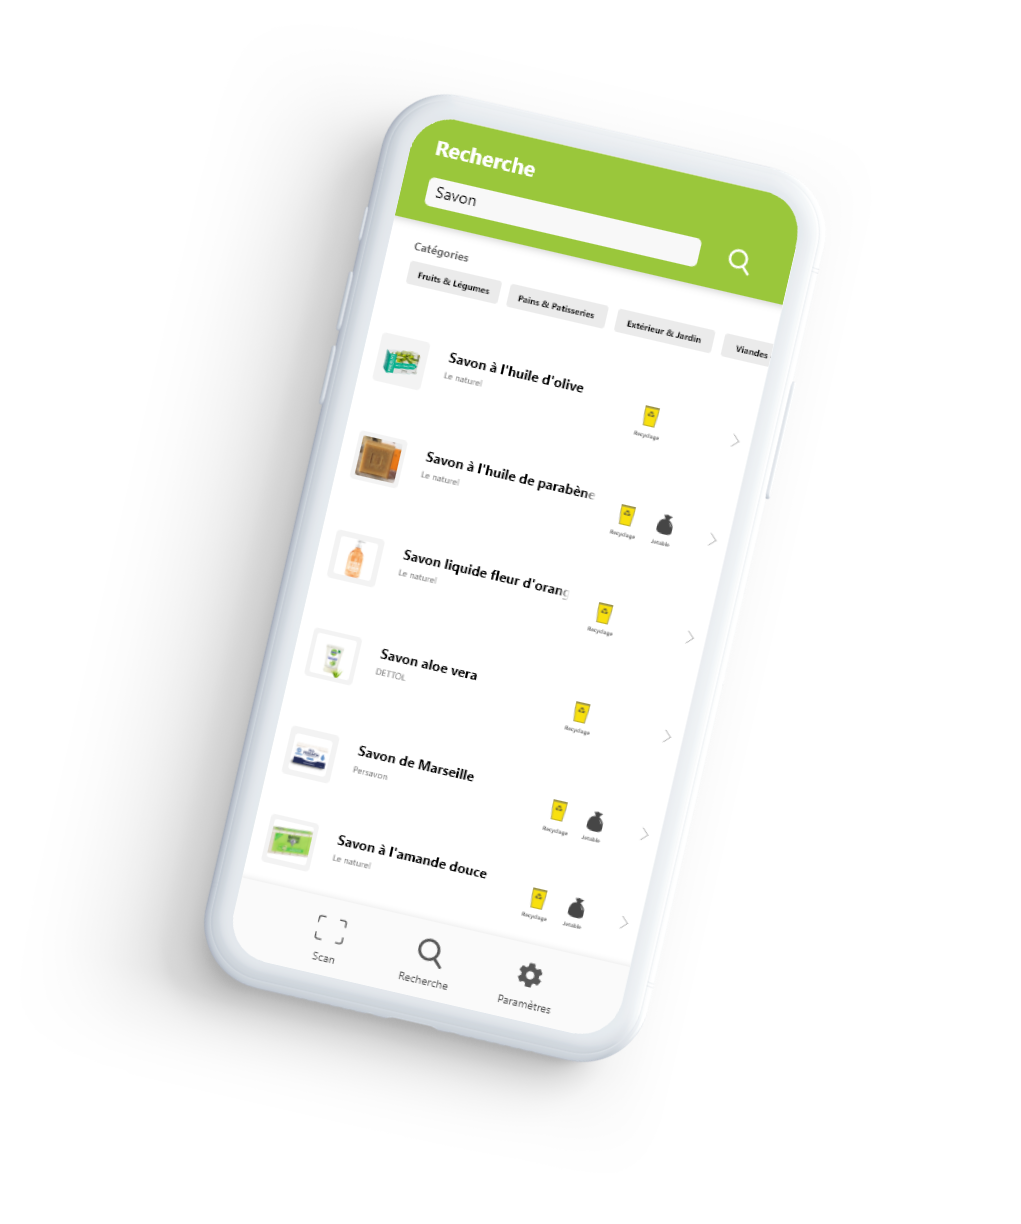 Recherche
Savon
Catégories
Fruits & Légumes
Pains & Patisseries
Extérieur & Jardin
Viandes
Savon à l'huile d'olive
Le naturel
Recyclage
Savon à l'huile de parabène
Le naturel
Recyclage
Jetable
Savon liquide fleur d'orang
Le naturel
Recyclage
Savon aloe vera
DETTOL
Recyclage
Savon de Marseille
Persavon
Recyclage
Jetable
Savon à l'amande douce
Le naturel
Recyclage
Jetable
Scan
Recherche
Paramètres